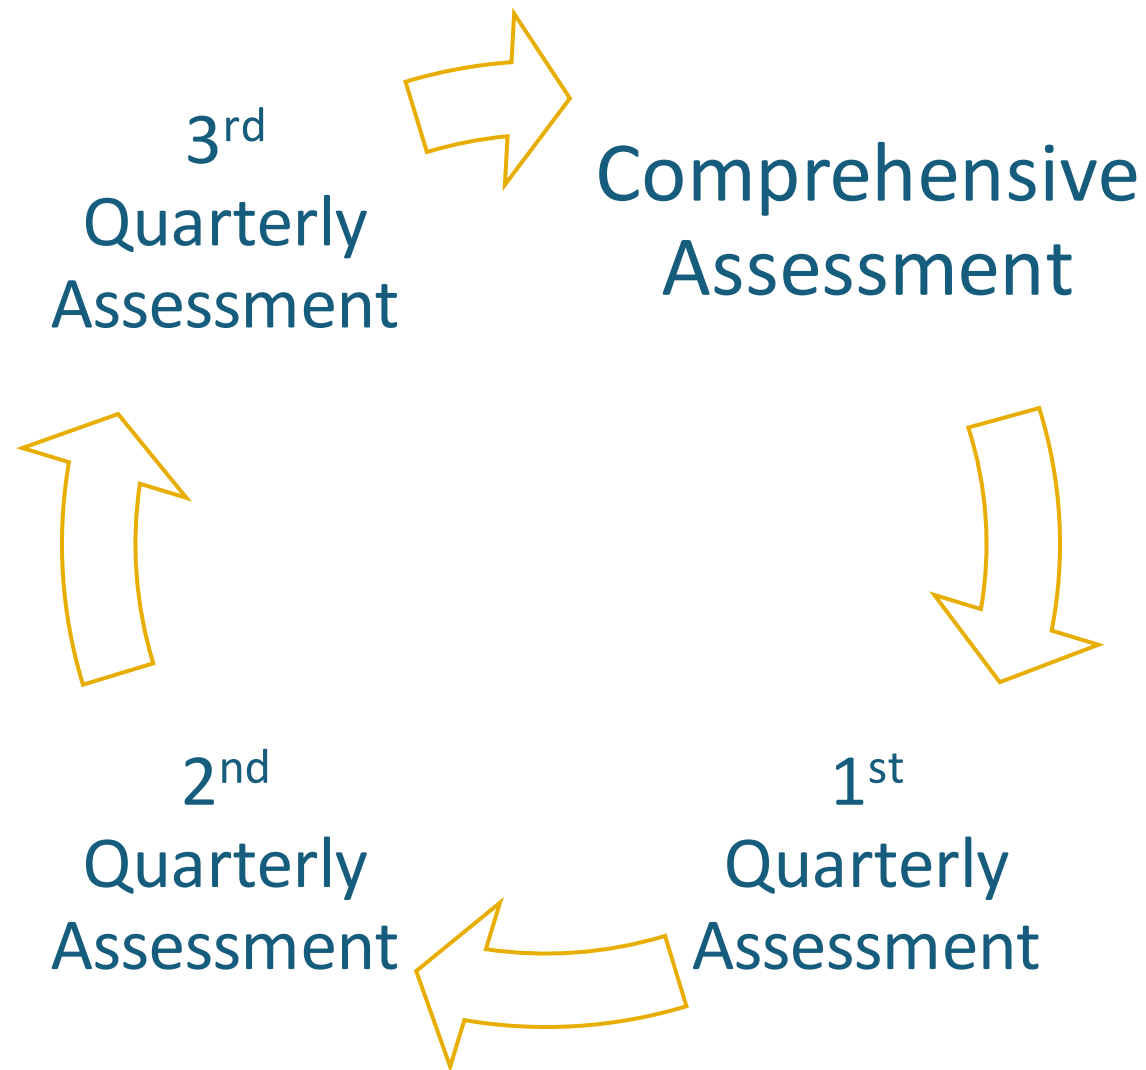 Comprehensive
Assessment
1st
Quarterly
Assessment
2nd
Quarterly
Assessment
3rd
Quarterly
Assessment